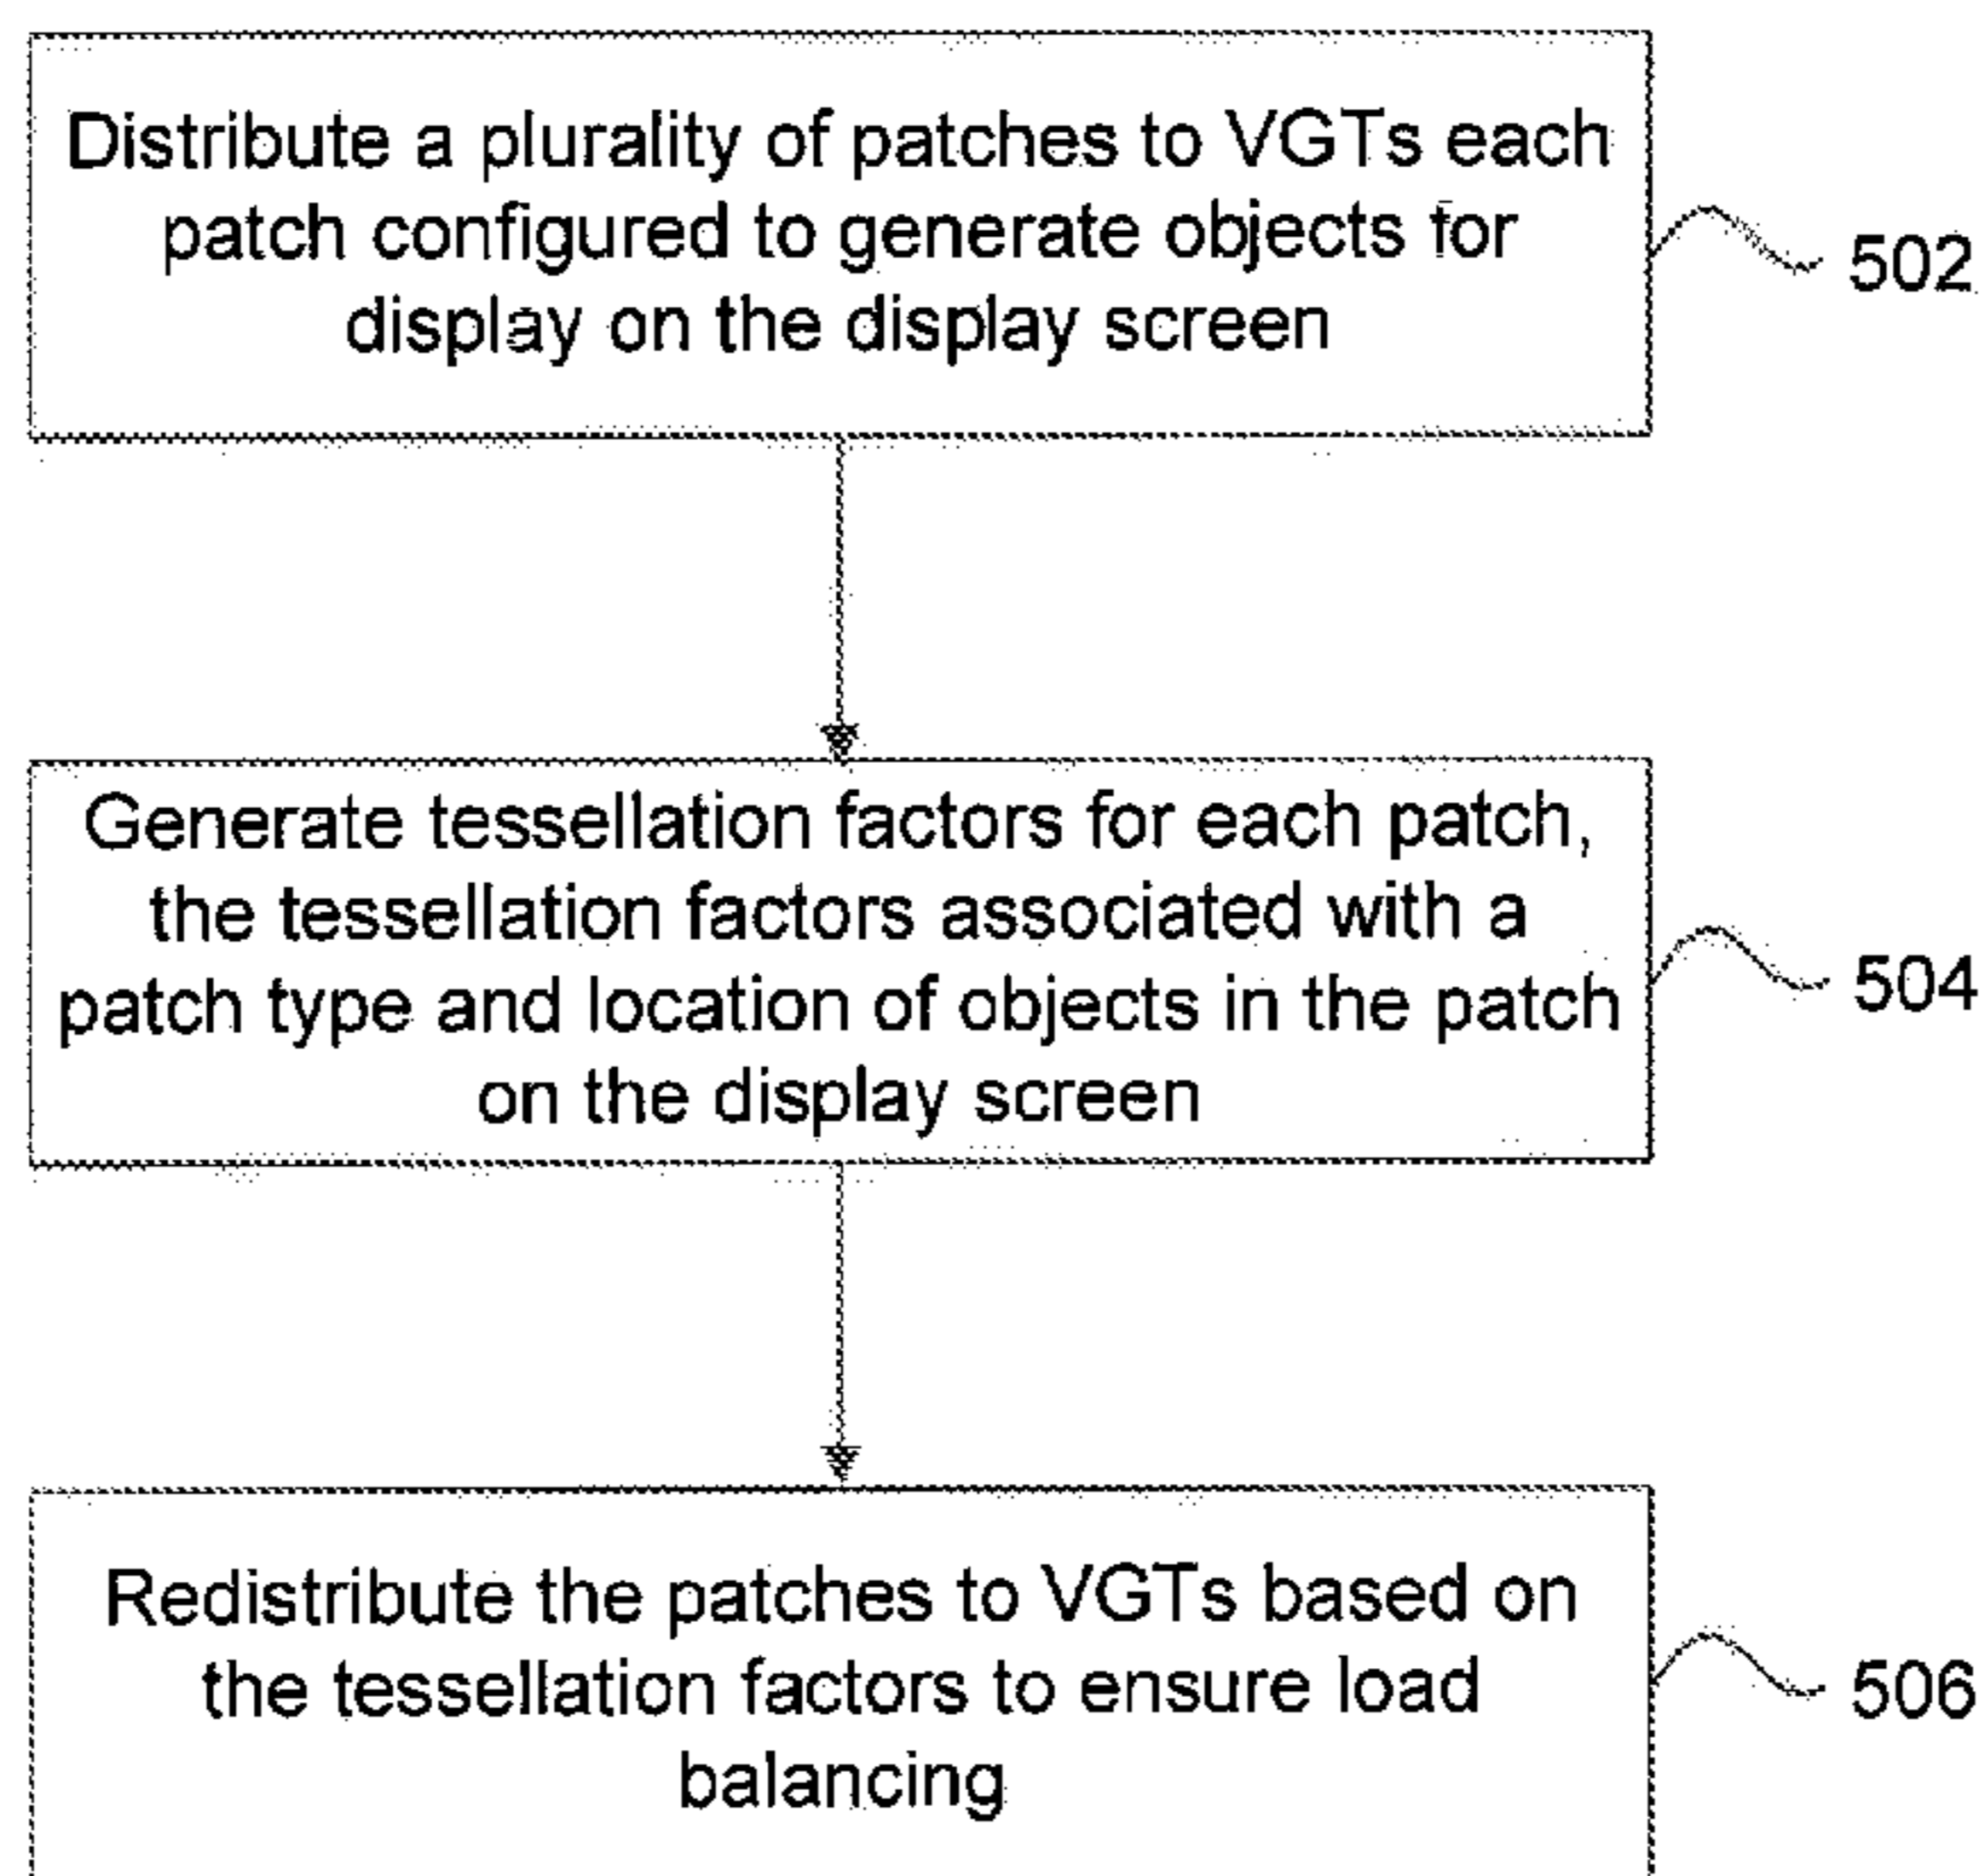 Distribute a plurality of patches to VGTs each
patch configured to generate objects for
display on the display screen
502
Generate tessellation factors for each patch,
the tessellation factors associated with a
patch type and location of objects in the patch
on the display screen
504
Redistribute the patches to VGTs based on
the tessellation factors to ensure load
balancing
506